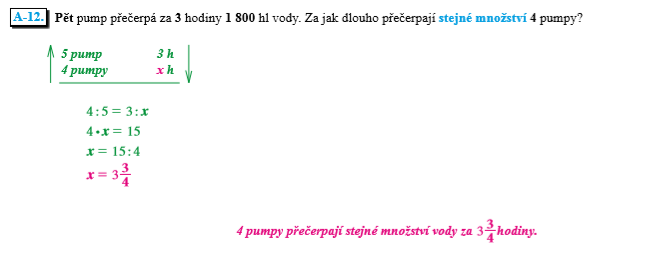 A-12. Pět pump přečerpá za 3 hodiny 1 800 hl vody. Za jak dlouho přečerpají stejné množství 4 pumpy?
5 pump 3 h
4 pumpy x h
4 : 5 = 3 : x
4 • x = 15
x = 15 : 4
x = 3 3/4
4 pumpy přečerpají stejné množství vody za 3 3/4 hodiny.